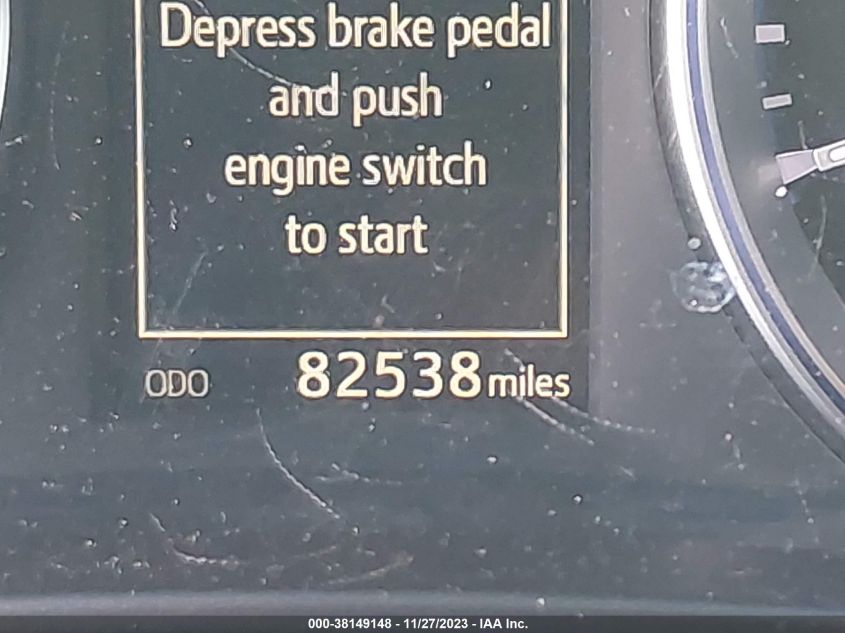 Depress brake pedal
and push
engine switch
to start
ODO 82538 miles
000-38149148 - 11/27/2023 - IAA Inc.